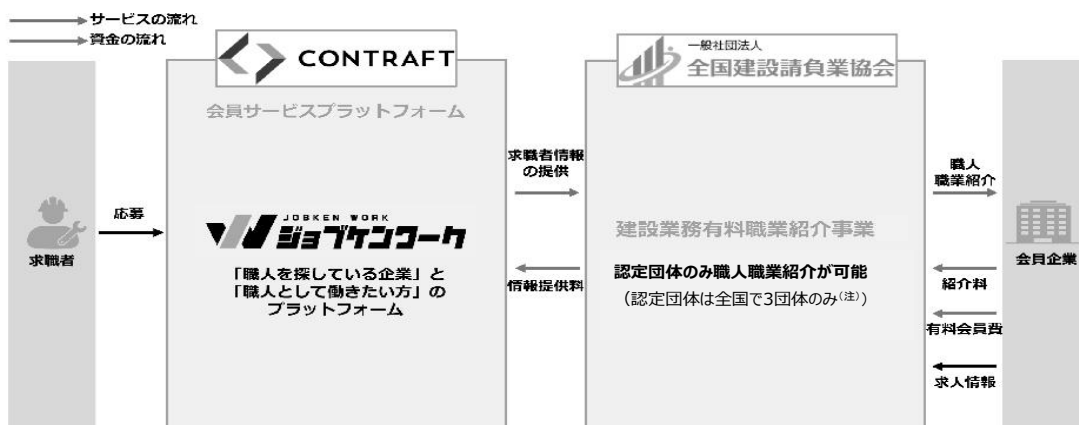 サービスの流れ
資金の流れ
CONTRAFT
一般社団法人
全国建設請負業協会
会員サービスプラットフォーム
求職者情報
の提供
職人
職業紹介
応募
JOBKEN WORK
ジョブケンワーク
建設業務有料職業紹介事業
求職者
「職人を探している企業」と
「職人として働きたい方」の
プラットフォーム
情報提供料
認定団体のみ職人職業紹介が可能
（認定団体は全国で3団体のみ(注)）
会員企業
紹介料
有料会員費
求人情報